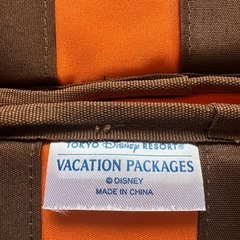 TOKYO Disney RESORT®
VACATION PACKAGES
© DISNEY
MADE IN CHINA